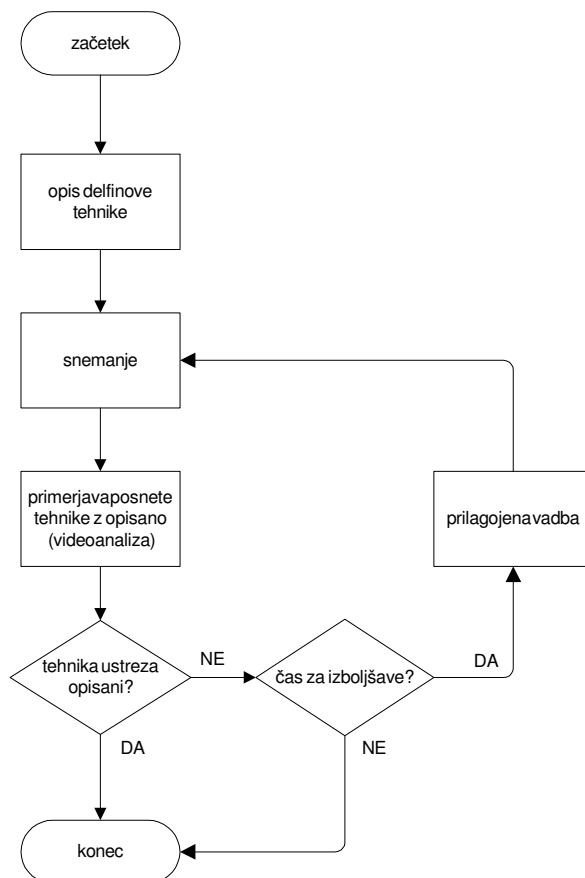 začetek
opis delfinove
tehnike
snemanje
primerjavaposnete
tehnike z opisano
(videoanaliza)
prilagojenavadba
tehnika ustreza
opisani?
NE
čas za izboljšave?
DA
DA
NE
konec